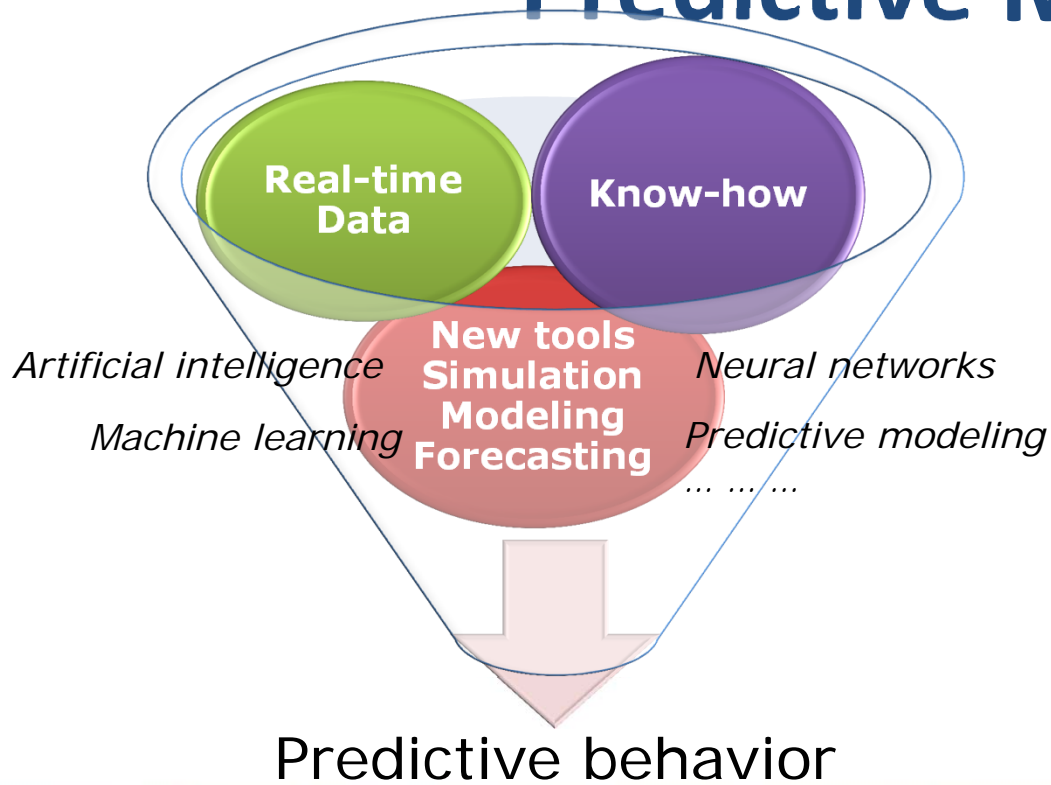 Predictive
Real-time
Data
Know-how
New tools
Simulation
Modeling
Forecasting
Artificial intelligence
Machine learning
Neural networks
Predictive modeling
... ... ...
Predictive behavior